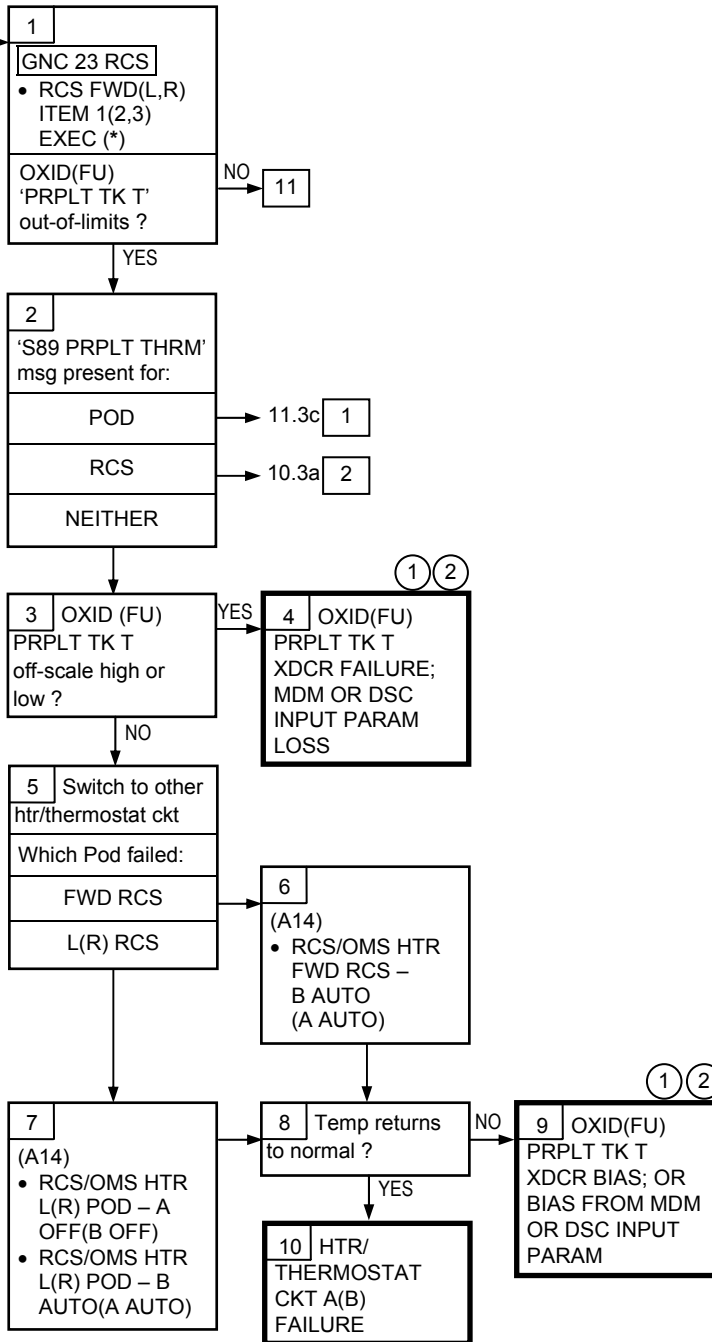 1
GNC 23 RCS
• RCS FWD(L,R)
ITEM 1(2,3)
EXEC (*)
OXID(FU)
‘PRPLT TK T’
out-of-limits ?
NO
11
YES
2
‘S89 PRPLT THRM’
msg present for:
POD
11.3c 1
RCS
10.3a 2
NEITHER
3 OXID (FU)
PRPLT TK T
off-scale high or
low ?
YES
1 2
4 OXID(FU)
PRPLT TK T
XDCR FAILURE;
MDM OR DSC
INPUT PARAM
LOSS
NO
5 Switch to other
htr/thermostat ckt
Which Pod failed:
FWD RCS
L(R) RCS
6
(A14)
• RCS/OMS HTR
FWD RCS –
B AUTO
(A AUTO)
7
(A14)
• RCS/OMS HTR
L(R) POD – A
OFF(B OFF)
• RCS/OMS HTR
L(R) POD – B
AUTO(A AUTO)
8 Temp returns
to normal ?
NO
1 2
9 OXID(FU)
PRPLT TK T
XDCR BIAS; OR
BIAS FROM MDM
OR DSC INPUT
PARAM
YES
10 HTR/
THERMOSTAT
CKT A(B)
FAILURE